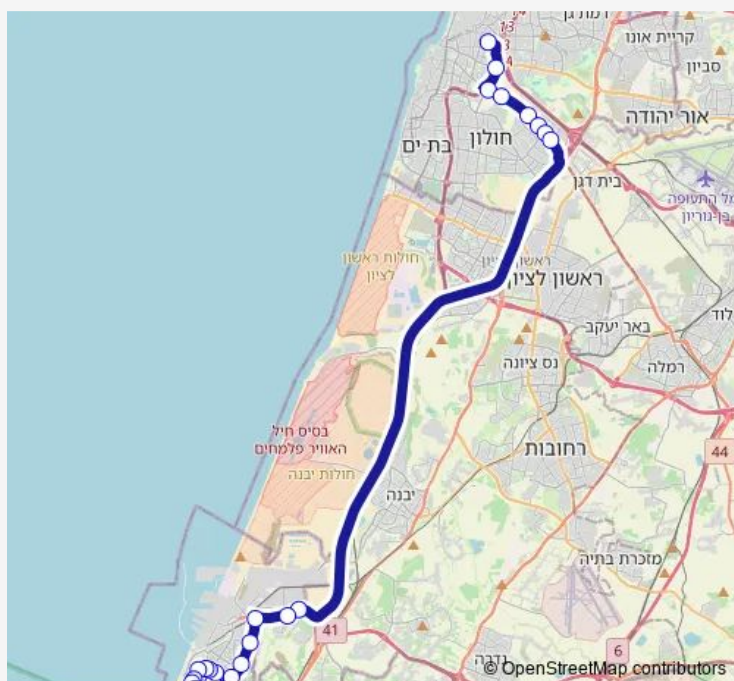 רמת גן
קריית אונו
סביון
אור יהודה
חולון
בת ים
בית דגן
בן-גוריון
חולות ראשון
לציון
ראשון לציון
באר יעקב
לוד
רמלה
נס ציונה
בסיס חיל
האוויר פלמחים
רחובות
44
חולות יבנה
יבנה
מזכרת בתיה
41
6
גדרה
© OpenStreetMap contributors